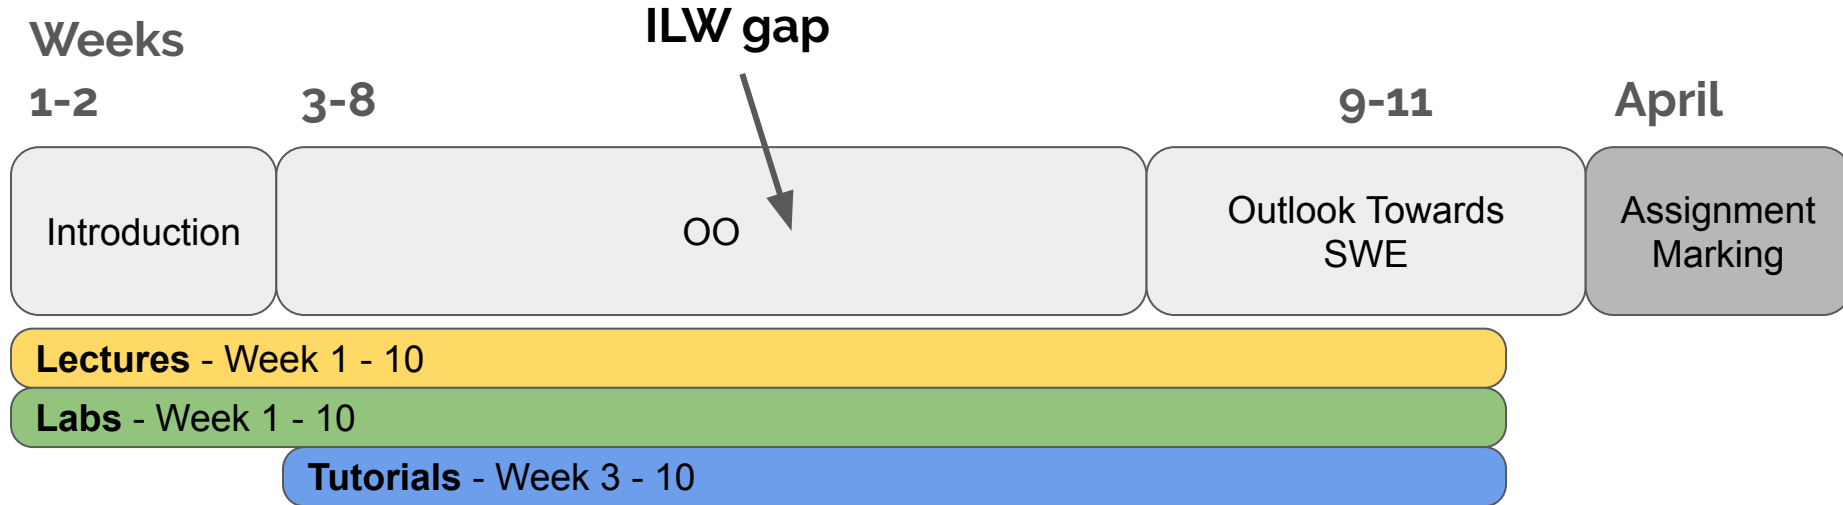 Weeks
ILW gap
1-2
3-8
9-11
April
Introduction
OO
Outlook Towards
SWE
Assignment
Marking
Lectures - Week 1 - 10
Labs - Week 1 - 10
Tutorials - Week 3 - 10